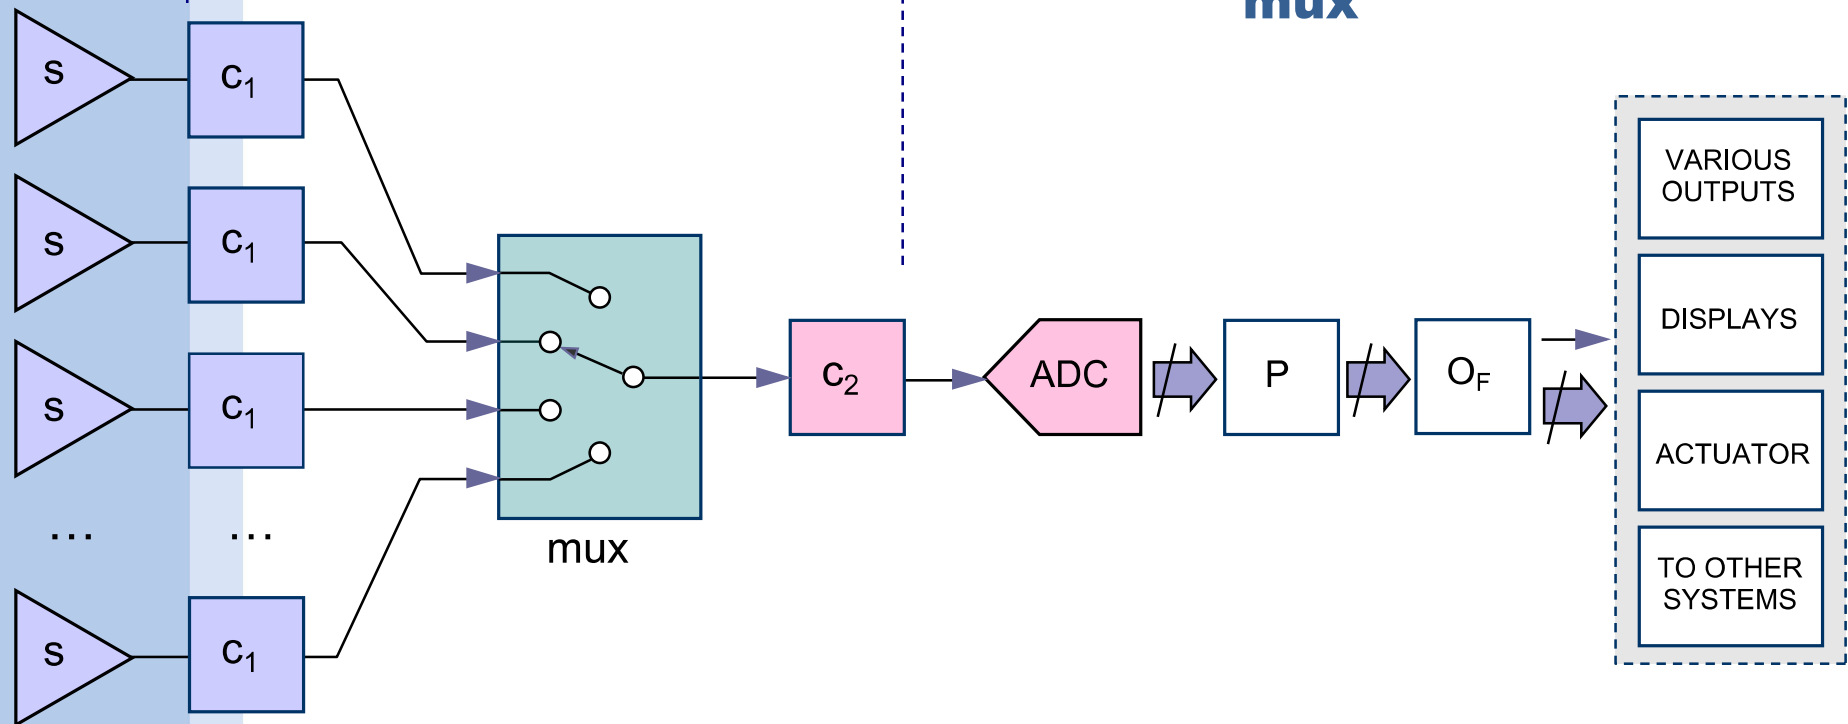 mux
s
c1
s
c1
s
c1
... ...
s
c1
mux
c2
ADC
P
OF
VARIOUS
OUTPUTS
DISPLAYS
ACTUATOR
TO OTHER
SYSTEMS